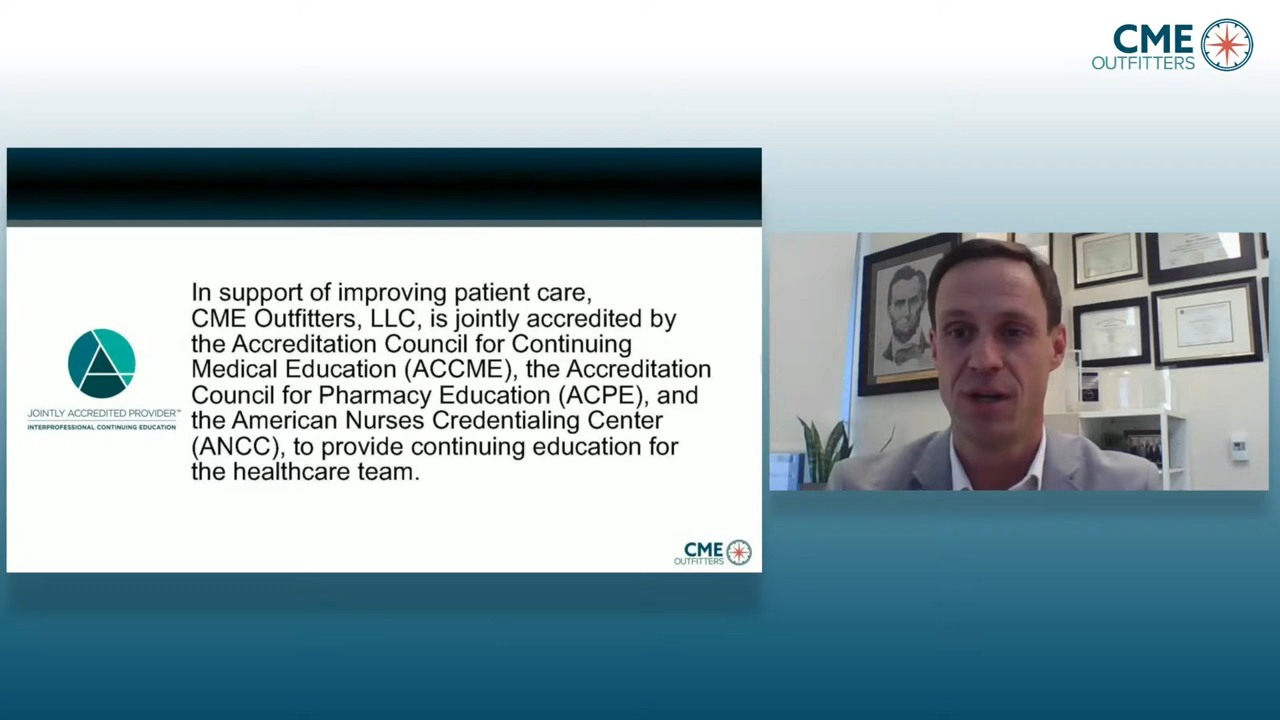 CME
OUTFITTERS
In support of improving patient care,
CME Outfitters, LLC, is jointly accredited by
the Accreditation Council for Continuing
Medical Education (ACCME), the Accreditation
Council for Pharmacy Education (ACPE), and
the American Nurses Credentialing Center
(ANCC), to provide continuing education for
the healthcare team.
JOINTLY ACCREDITED PROVIDER™
INTERPROFESSIONAL CONTINUING EDUCATION
CME
OUTFITTERS